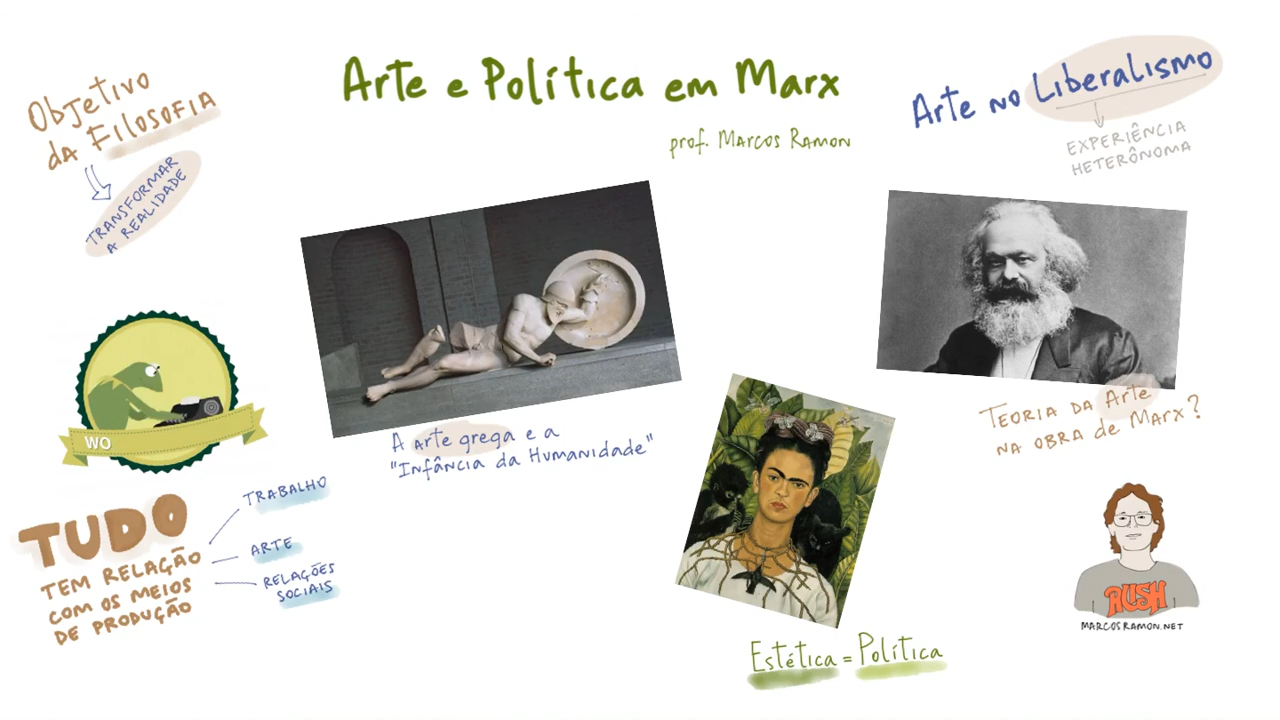 Arte e Política em Marx
prof. Marcos Ramon
Objetivo
da Filosofia
TRANSFORMAR
A REALIDADE
Arte no Liberalismo
EXPERIÊNCIA
HETERÔNOMA
A arte grega e a
"Infância da Humanidade"
TEORIA DA Arte
NA OBRA de Marx?
WO
TUDO
TEM RELAÇÃO
COM OS MEIOS
DE PRODUÇÃO
TRABALHO
ARTE
RELAÇÕES
SOCIAIS
Estética = Política
RUSH
MARCOSRAMON.NET